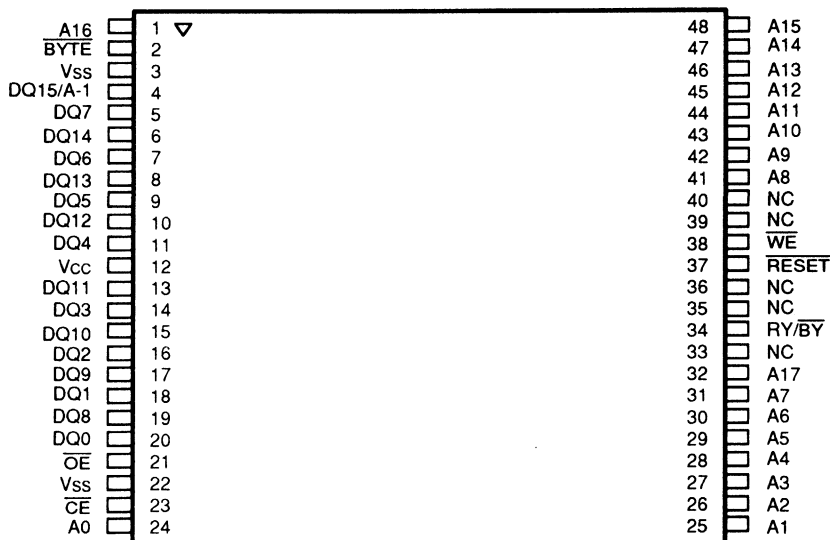 A16 1 48 A15
BYTE 2 47 A14
Vss 3 46 A13
DQ15/A-1 4 45 A12
DQ7 5 44 A11
DQ14 6 43 A10
DQ6 7 42 A9
DQ13 8 41 A8
DQ5 9 40 NC
DQ12 10 39 NC
DQ4 11 38 WE
Vcc 12 37 RESET
DQ11 13 36 NC
DQ3 14 35 NC
DQ10 15 34 RY/BY
DQ2 16 33 NC
DQ9 17 32 A17
DQ1 18 31 A7
DQ8 19 30 A6
DQ0 20 29 A5
OE 21 28 A4
Vss 22 27 A3
CE 23 26 A2
A0 24 25 A1